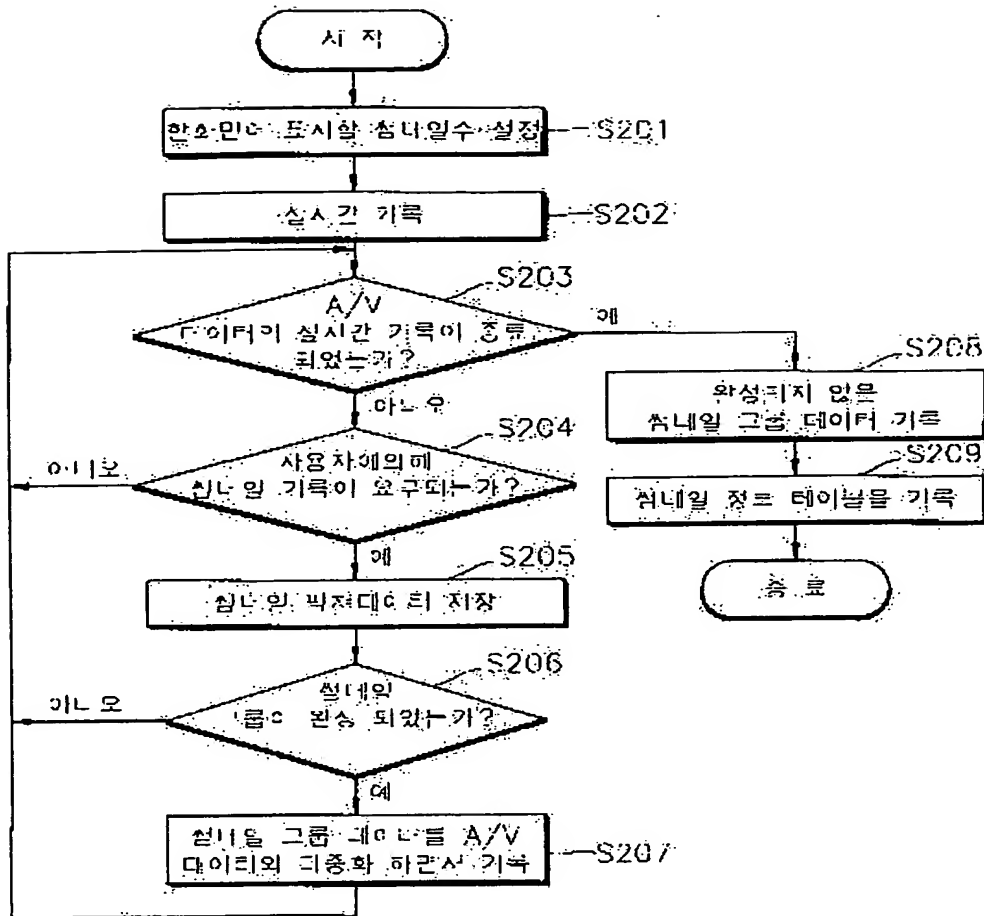 시 작
한화면에 표시할 썸네일수 설정
S201
실시간 기록
S202
S203
A/V
데이터의 실시간 기록이 종료
되었는가?
예
아니오
S208
완성되지 않은
썸네일 그룹 데이터 기록
S204
사용자에의해
썸네일 기록이 요구되는가?
아니오
S209
썸네일 정보 테이블을 기록
예
S205
썸네일 픽쳐데이터 저장
종 료
S206
썸네일
그룹이 완성 되었는가?
아니오
예
썸네일 그룹 데이타를 A/V
데이터와 다중화 하면서 기록
S207